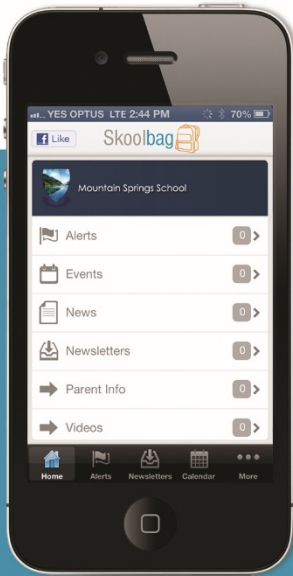 YES OPTUS LTE 2:44 PM 70%
Like Skoolbag
Mountain Springs School
Alerts 0
Events 0
News 0
Newsletters 0
Parent Info 0
Videos 0
Home Alerts Newsletters Calendar More